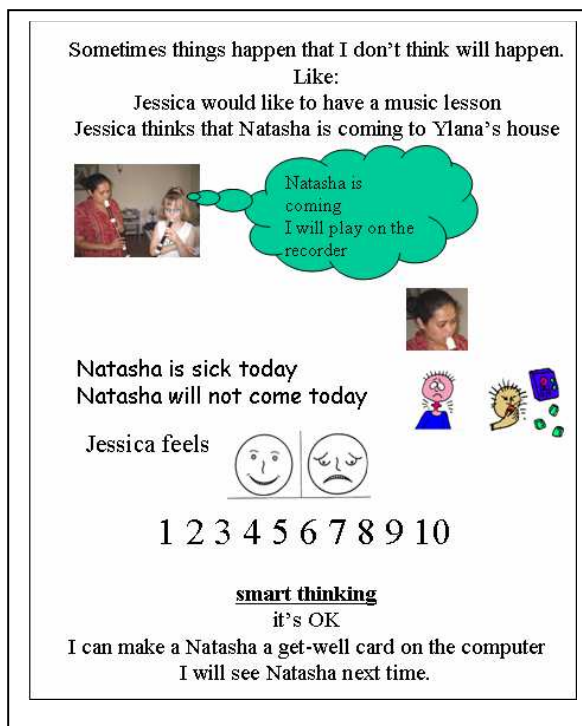 Sometimes things happen that I don't think will happen.
Like:
Jessica would like to have a music lesson
Jessica thinks that Natasha is coming to Ylana's house
Natasha is
coming
I will play on the
recorder
Natasha is sick today
Natasha will not come today
Jessica feels
1 2 3 4 5 6 7 8 9 10
smart thinking
it's OK
I can make a Natasha a get-well card on the computer
I will see Natasha next time.